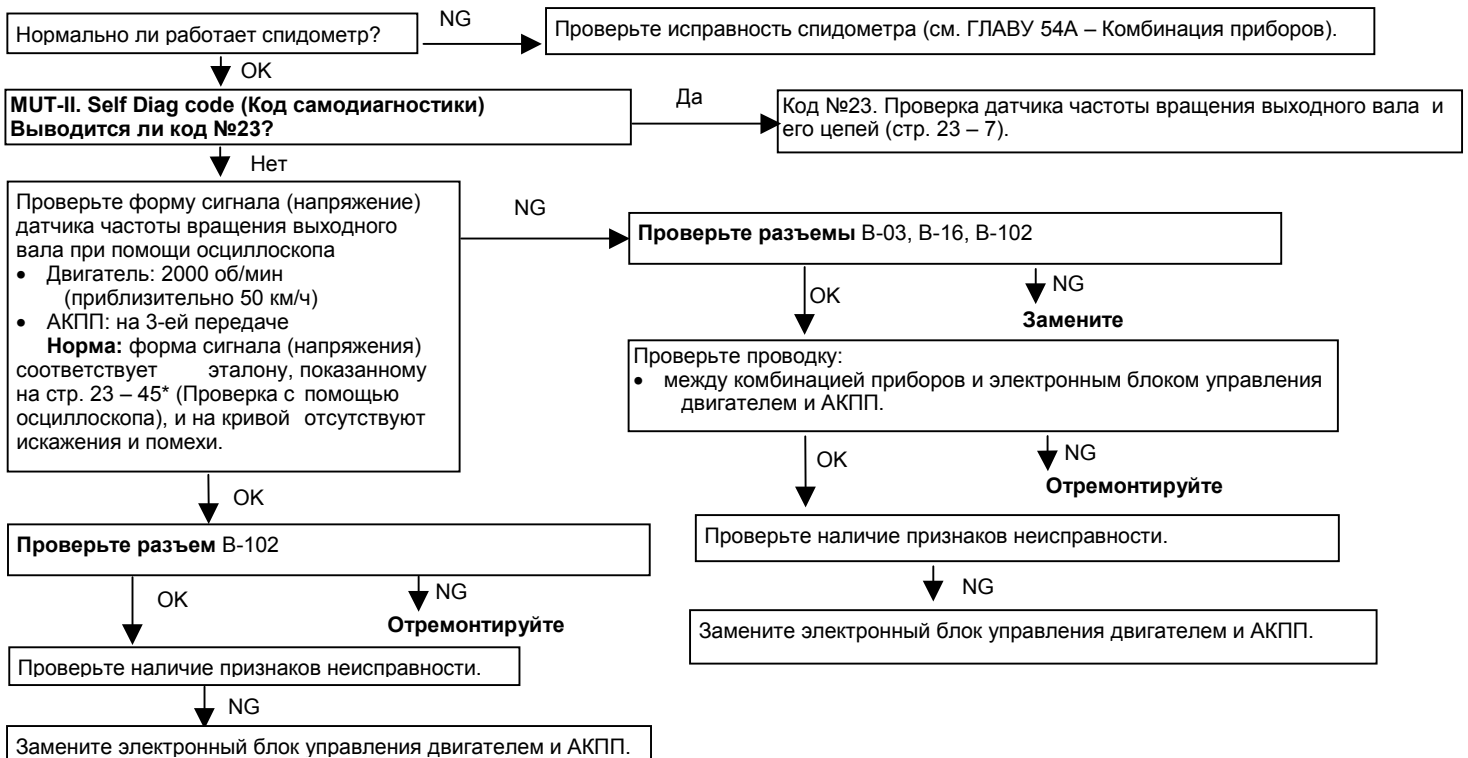 Нормально ли работает спидометр?
NG
Проверьте исправность спидометра (см. ГЛАВУ 54А – Комбинация приборов).
OK
MUT-II. Self Diag code (Код самодиагностики)
Выводится ли код №23?
Да
Код №23. Проверка датчика частоты вращения выходного вала и
его цепей (стр. 23 – 7).
Нет
Проверьте форму сигнала (напряжение)
датчика частоты вращения выходного
вала при помощи осциллоскопа
• Двигатель: 2000 об/мин
(приблизительно 50 км/ч)
• АКПП: на 3-ей передаче
Норма: форма сигнала (напряжения)
соответствует эталону, показанному
на стр. 23 – 45* (Проверка с помощью
осциллоскопа), и на кривой отсутствуют
искажения и помехи.
NG
Проверьте разъемы B-03, B-16, B-102
OK
NG
Замените
Проверьте проводку:
• между комбинацией приборов и электронным блоком управления
двигателем и АКПП.
OK
NG
Отремонтируйте
Проверьте наличие признаков неисправности.
NG
Замените электронный блок управления двигателем и АКПП.
OK
Проверьте разъем B-102
OK
NG
Отремонтируйте
Проверьте наличие признаков неисправности.
NG
Замените электронный блок управления двигателем и АКПП.